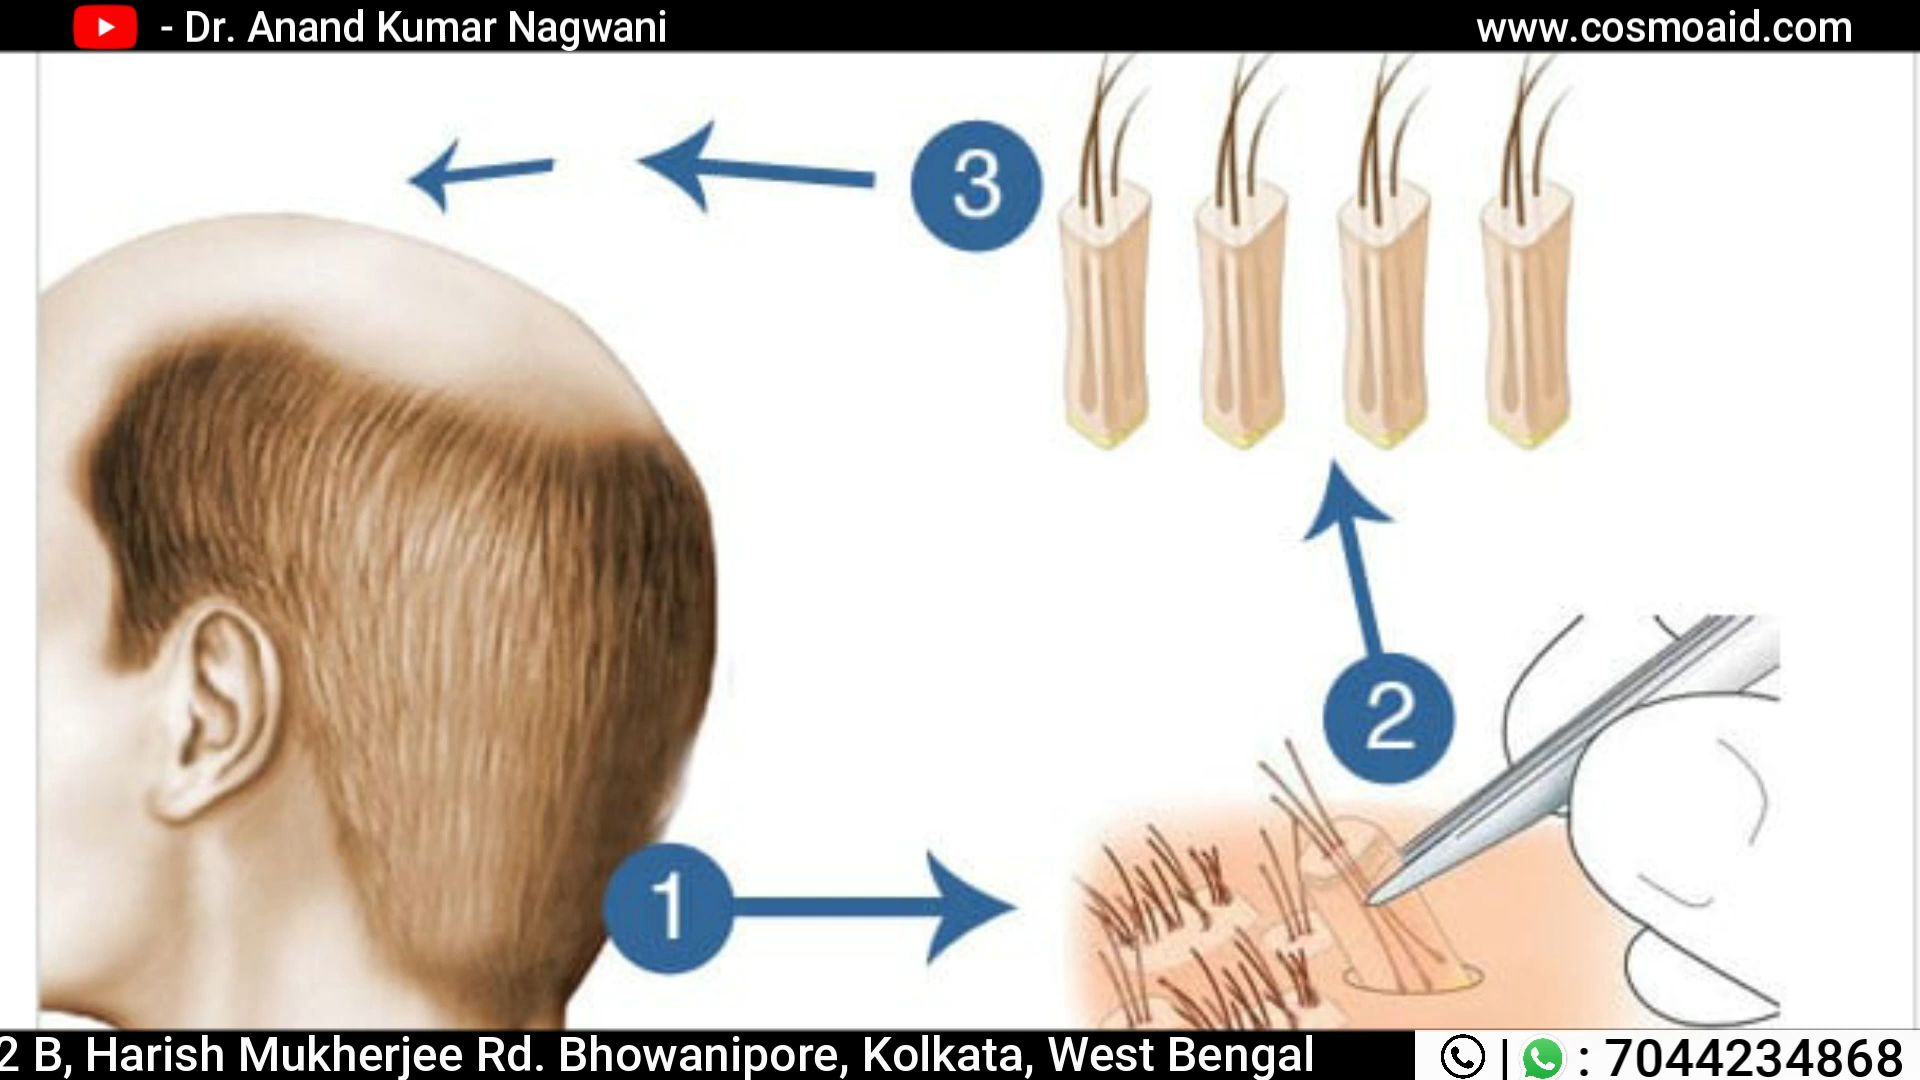 - Dr. Anand Kumar Nagwani
www.cosmoaid.com
3
2
1
2 B, Harish Mukherjee Rd. Bhowanipore, Kolkata, West Bengal
| : 7044234868